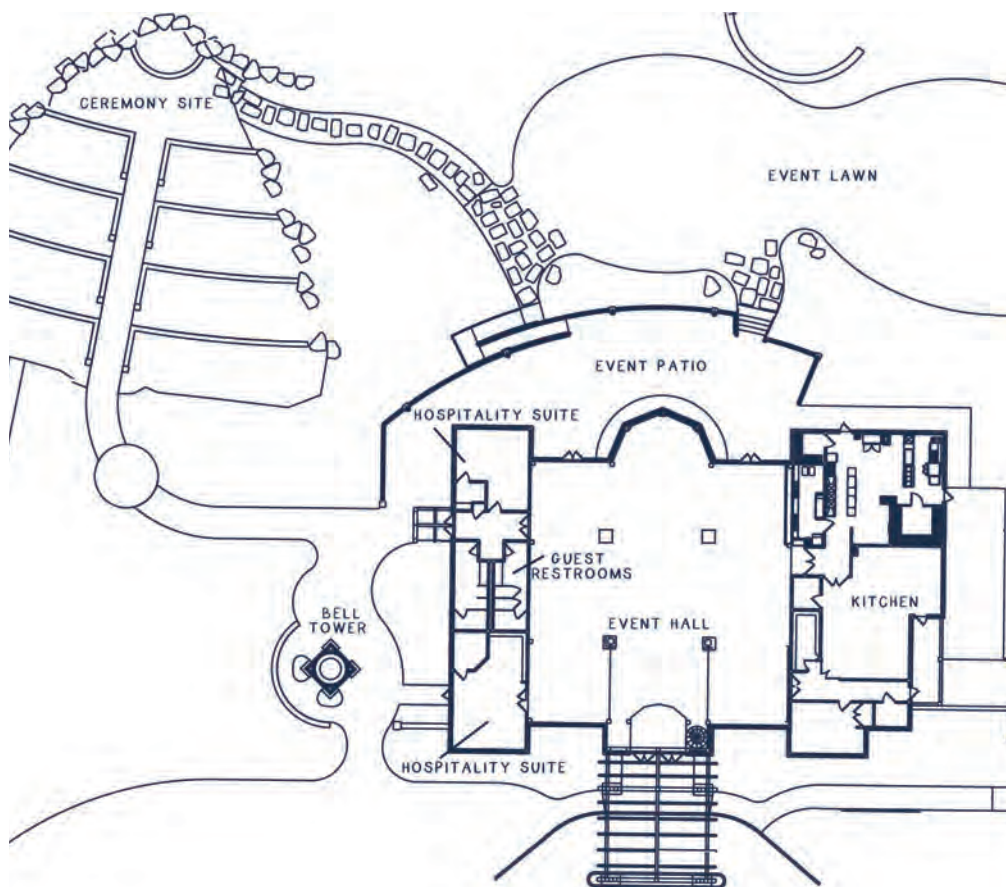 CEREMONY SITE
EVENT LAWN
EVENT PATIO
HOSPITALITY SUITE
GUEST
RESTROOMS
KITCHEN
BELL
TOWER
EVENT HALL
HOSPITALITY SUITE